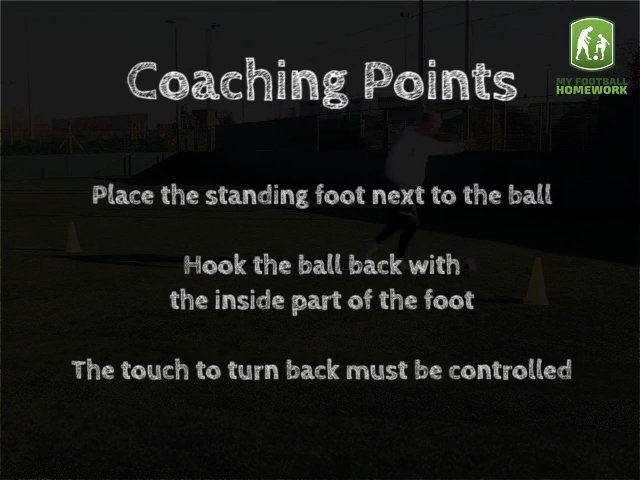 MY FOOTBALL
HOMEWORK
Coaching Points
Place the standing foot next to the ball
Hook the ball back with
the inside part of the foot
The touch to turn back must be controlled